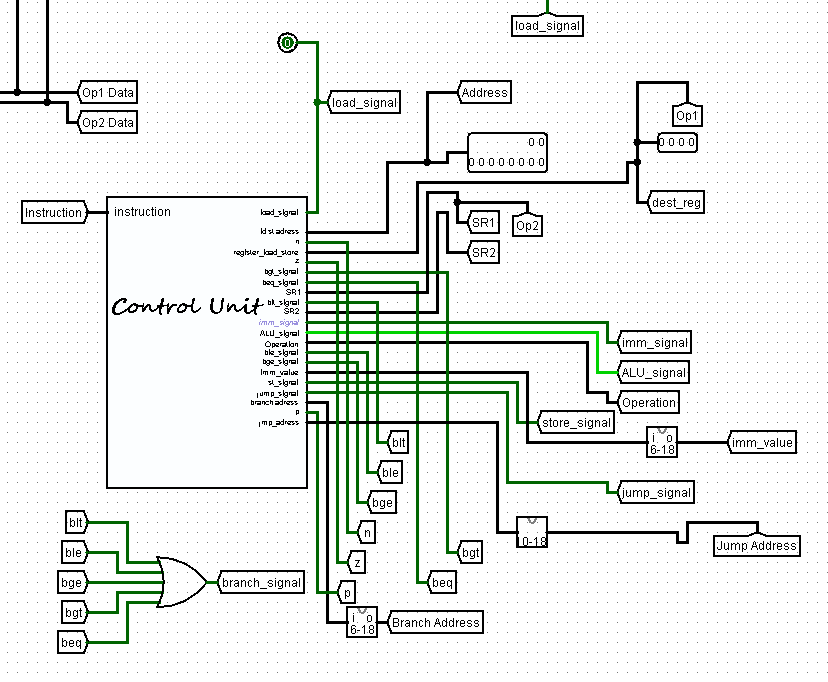 load_signal
0
Op1 Data
load_signal
Address
Op1
Op2 Data
0 0
0 0 0 0 0 0 0 0
0 0 0 0
dest_reg
Instruction
instruction
load_signal
SR1
Op2
ld st adress
n
register_load_store
SR2
z
bgt_signal
beq_signal
SR1
Control Unit
blt_signal
SR2
imm_signal
ALU_signal
Operation
ble_signal
bge_signal
imm_value
st_signal
jump_signal
branch adress
p
jmp_adress
imm_signal
ALU_signal
Operation
store_signal
blt
i o
6-18
imm_value
ble
jump_signal
bge
blt
n
10-18
Jump Address
ble
bgt
z
bge
branch_signal
beq
p
bgt
i o
6-18
Branch Address
beq